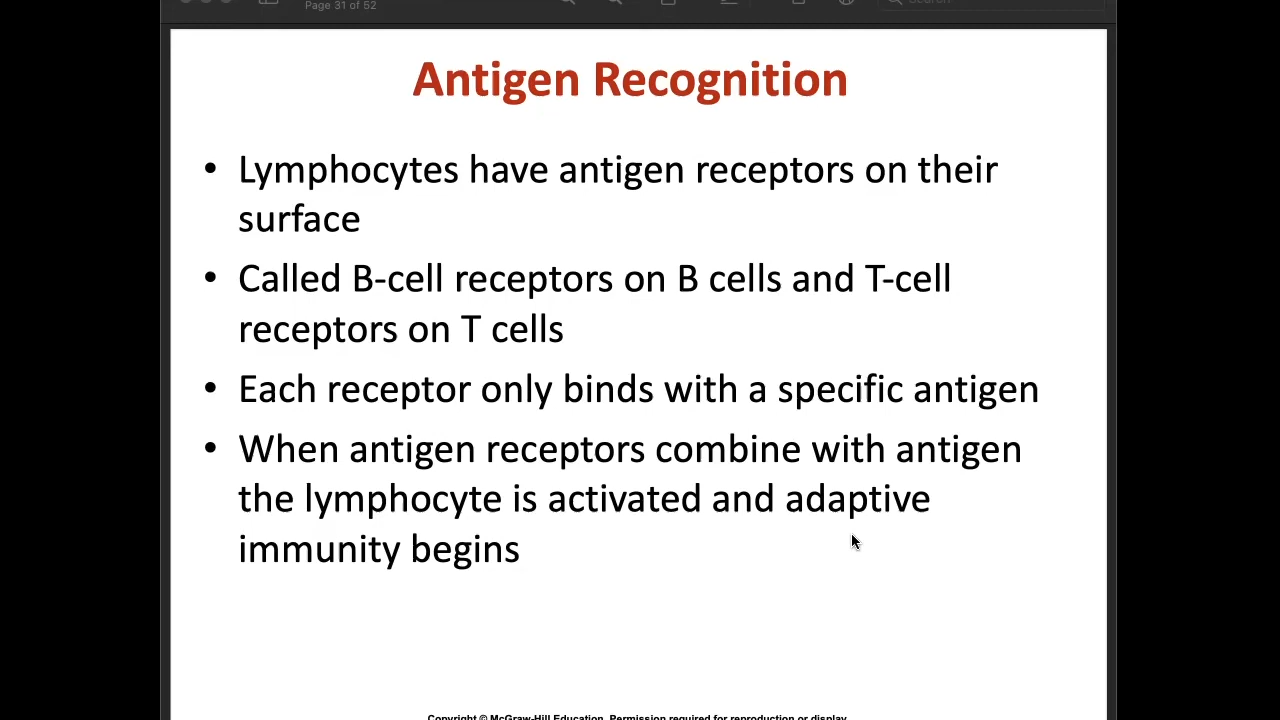 Page 31 of 52
Search
Antigen Recognition
• Lymphocytes have antigen receptors on their
surface
• Called B-cell receptors on B cells and T-cell
receptors on T cells
• Each receptor only binds with a specific antigen
• When antigen receptors combine with antigen
the lymphocyte is activated and adaptive
immunity begins
Copyright © McGraw-Hill Education. Permission required for reproduction or display.